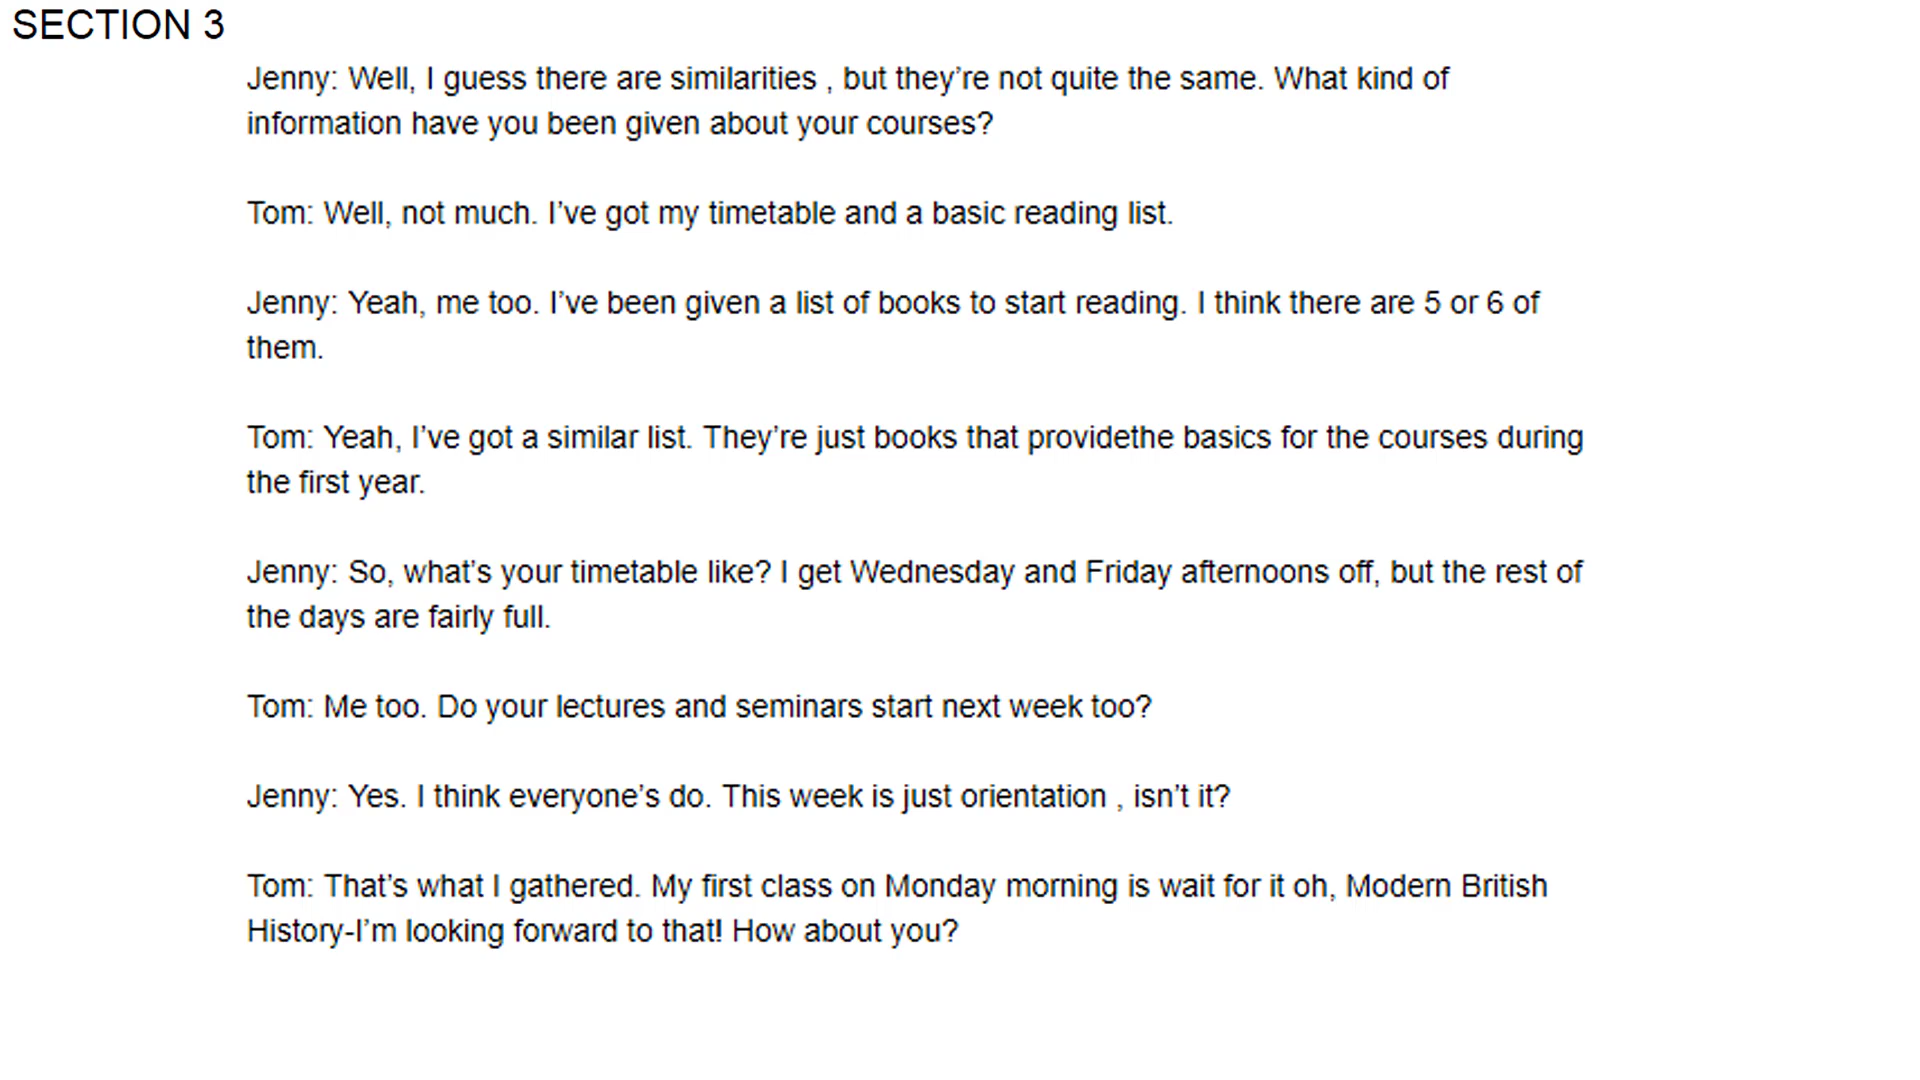 SECTION 3
Jenny: Well, I guess there are similarities , but they’re not quite the same. What kind of
information have you been given about your courses?
Tom: Well, not much. I’ve got my timetable and a basic reading list.
Jenny: Yeah, me too. I’ve been given a list of books to start reading. I think there are 5 or 6 of
them.
Tom: Yeah, I’ve got a similar list. They’re just books that providethe basics for the courses during
the first year.
Jenny: So, what’s your timetable like? I get Wednesday and Friday afternoons off, but the rest of
the days are fairly full.
Tom: Me too. Do your lectures and seminars start next week too?
Jenny: Yes. I think everyone’s do. This week is just orientation , isn’t it?
Tom: That’s what I gathered. My first class on Monday morning is wait for it oh, Modern British
History-I’m looking forward to that! How about you?